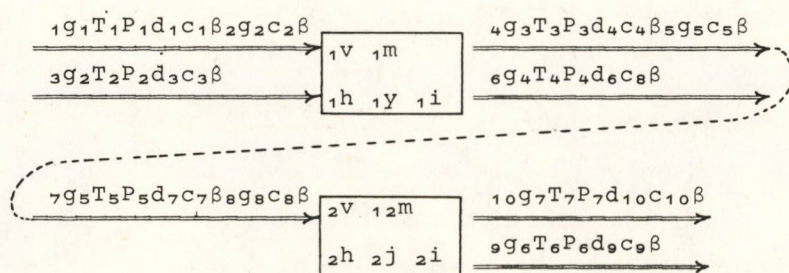 ₁g₁T₁P₁d₁c₁β₂g₂c₂β ₁v ₁m ₄g₃T₃P₃d₄c₄β₅g₅c₅β
₃g₂T₂P₂d₃c₃β ₁h ₁y ₁i ₆g₄T₄P₄d₆c₈β
₇g₅T₅P₅d₇c₇β₈g₈c₈β ₂v ₁₂m ₁₀g₇T₇P₇d₁₀c₁₀β
₂h ₂j ₂i ₉g₆T₆P₆d₉c₉β